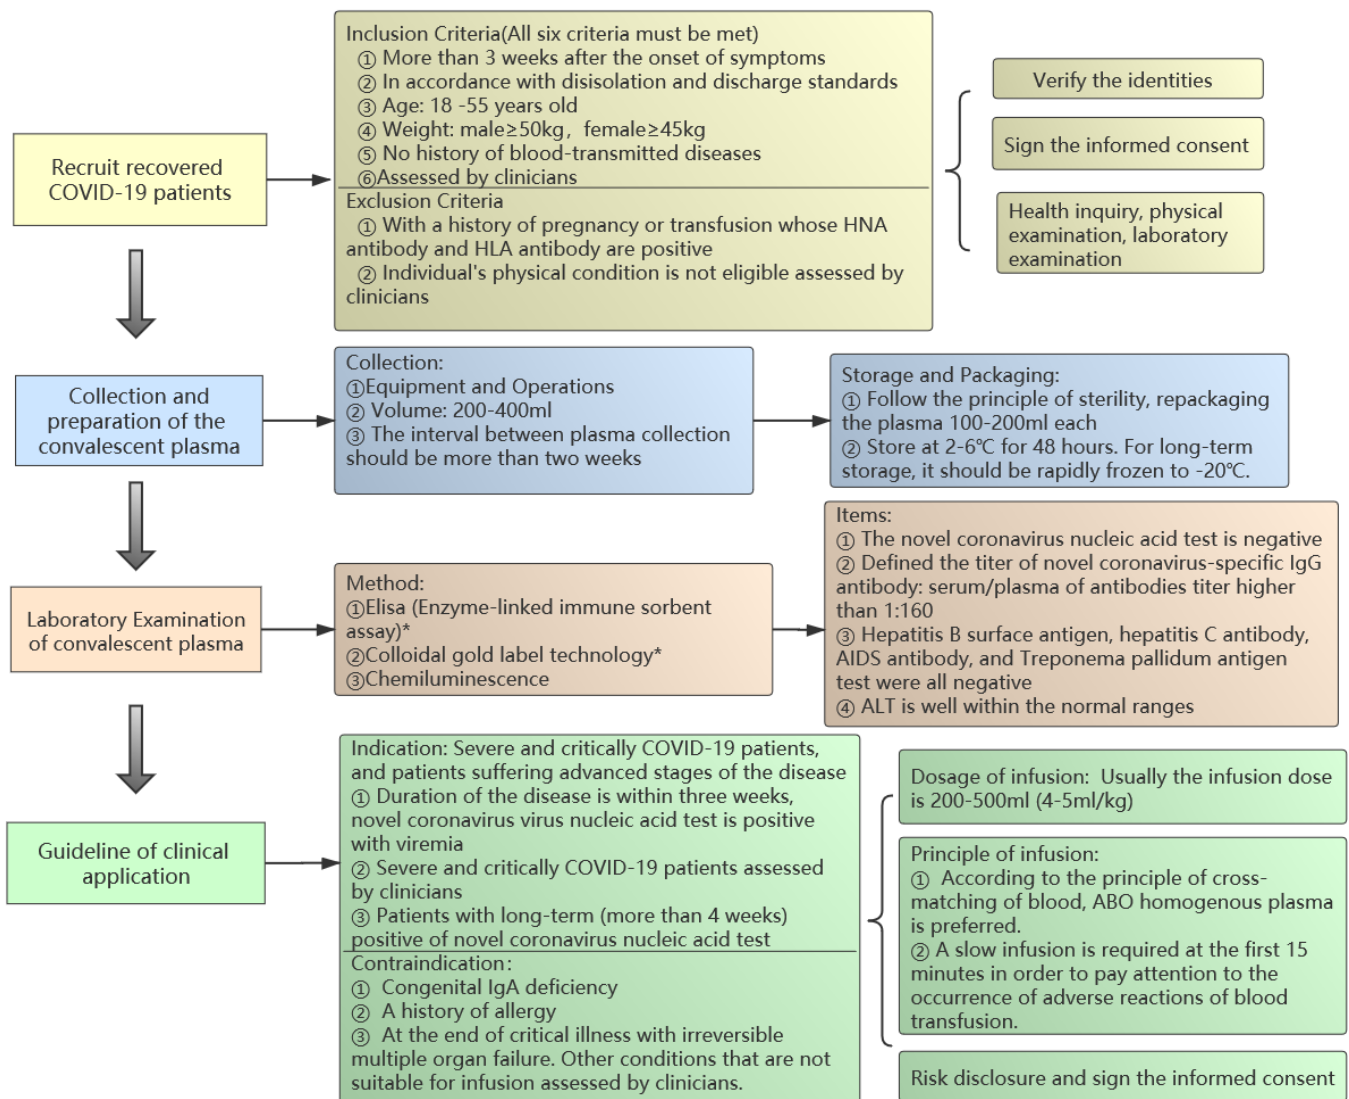 Recruit recovered
COVID-19 patients
Inclusion Criteria(All six criteria must be met)
① More than 3 weeks after the onset of symptoms
② In accordance with disisolation and discharge standards
③ Age: 18 -55 years old
④ Weight: male≥50kg, female≥45kg
⑤ No history of blood-transmitted diseases
⑥Assessed by clinicians
Exclusion Criteria
① With a history of pregnancy or transfusion whose HNA
antibody and HLA antibody are positive
② Individual's physical condition is not eligible assessed by
clinicians
Verify the identities
Sign the informed consent
Health inquiry, physical
examination, laboratory
examination
Collection and
preparation of the
convalescent plasma
Collection:
①Equipment and Operations
② Volume: 200-400ml
③ The interval between plasma collection
should be more than two weeks
Storage and Packaging:
① Follow the principle of sterility, repackaging
the plasma 100-200ml each
② Store at 2-6℃ for 48 hours. For long-term
storage, it should be rapidly frozen to -20℃.
Laboratory Examination
of convalescent plasma
Method:
①Elisa (Enzyme-linked immune sorbent
assay)*
②Colloidal gold label technology*
③Chemiluminescence
Items:
① The novel coronavirus nucleic acid test is negative
② Defined the titer of novel coronavirus-specific IgG
antibody: serum/plasma of antibodies titer higher
than 1:160
③ Hepatitis B surface antigen, hepatitis C antibody,
AIDS antibody, and Treponema pallidum antigen
test were all negative
④ ALT is well within the normal ranges
Guideline of clinical
application
Indication: Severe and critically COVID-19 patients,
and patients suffering advanced stages of the disease
① Duration of the disease is within three weeks,
novel coronavirus virus nucleic acid test is positive
with viremia
② Severe and critically COVID-19 patients assessed
by clinicians
③ Patients with long-term (more than 4 weeks)
positive of novel coronavirus nucleic acid test
Contraindication:
① Congenital IgA deficiency
② A history of allergy
③ At the end of critical illness with irreversible
multiple organ failure. Other conditions that are not
suitable for infusion assessed by clinicians.
Dosage of infusion: Usually the infusion dose
is 200-500ml (4-5ml/kg)
Principle of infusion:
① According to the principle of cross-
matching of blood, ABO homogenous plasma
is preferred.
② A slow infusion is required at the first 15
minutes in order to pay attention to the
occurrence of adverse reactions of blood
transfusion.
Risk disclosure and sign the informed consent